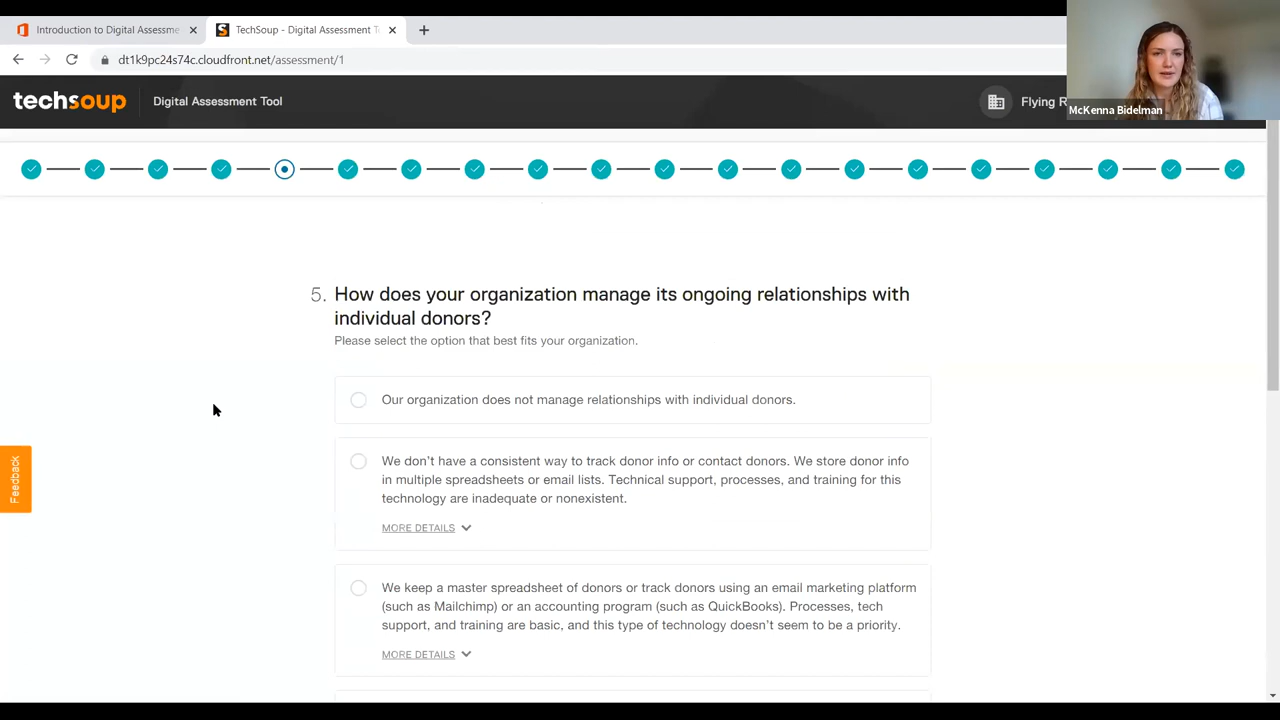 Introduction to Digital Assessme
TechSoup - Digital Assessment T
dt1k9pc24s74c.cloudfront.net/assessment/1
techsoup
Digital Assessment Tool
Flying R
McKenna Bidelman
5. How does your organization manage its ongoing relationships with
individual donors?
Please select the option that best fits your organization.
Our organization does not manage relationships with individual donors.
We don't have a consistent way to track donor info or contact donors. We store donor info
in multiple spreadsheets or email lists. Technical support, processes, and training for this
technology are inadequate or nonexistent.
MORE DETAILS
Feedback
We keep a master spreadsheet of donors or track donors using an email marketing platform
(such as Mailchimp) or an accounting program (such as QuickBooks). Processes, tech
support, and training are basic, and this type of technology doesn't seem to be a priority.
MORE DETAILS